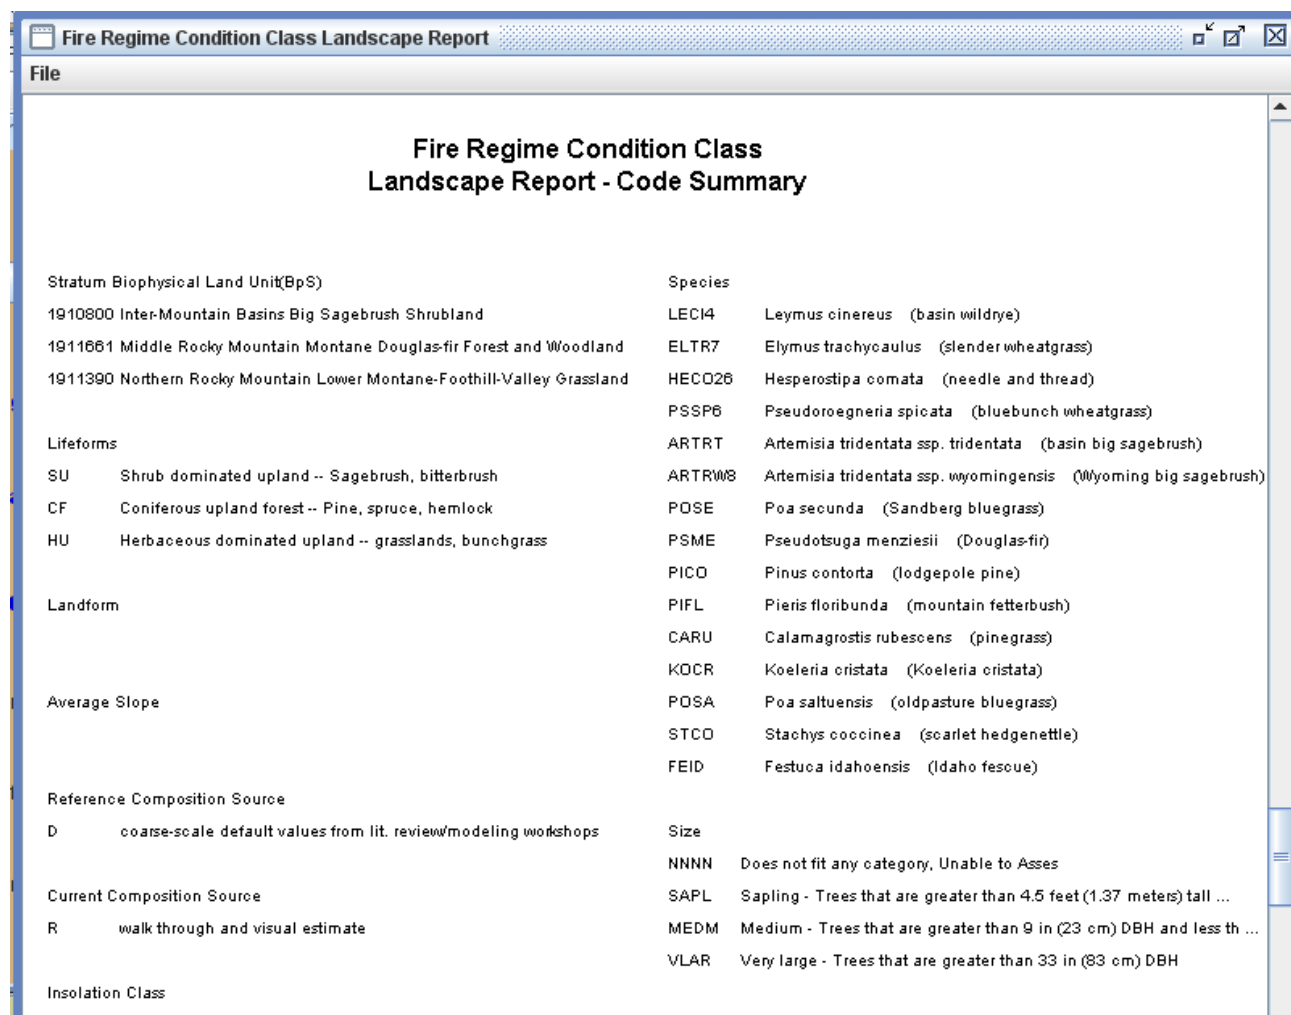 Fire Regime Condition Class Landscape Report
File
Fire Regime Condition Class
Landscape Report - Code Summary
Stratum Biophysical Land Unit(BpS)
1910800 Inter-Mountain Basins Big Sagebrush Shrubland
1911661 Middle Rocky Mountain Montane Douglas-fir Forest and Woodland
1911390 Northern Rocky Mountain Lower Montane-Foothill-Valley Grassland
Lifeforms
SU Shrub dominated upland -- Sagebrush, bitterbrush
CF Coniferous upland forest -- Pine, spruce, hemlock
HU Herbaceous dominated upland -- grasslands, bunchgrass
Landform
Average Slope
Reference Composition Source
D coarse-scale default values from lit. review/modeling workshops
Current Composition Source
R walk through and visual estimate
Insolation Class
Species
LECI4 Leymus cinereus (basin wildrye)
ELTR7 Elymus trachycaulus (slender wheatgrass)
HECO26 Hesperostipa comata (needle and thread)
PSSP6 Pseudoroegneria spicata (bluebunch wheatgrass)
ARTRT Artemisia tridentata ssp. tridentata (basin big sagebrush)
ARTRW8 Artemisia tridentata ssp. wyomingensis (Wyoming big sagebrush)
POSE Poa secunda (Sandberg bluegrass)
PSME Pseudotsuga menziesii (Douglas-fir)
PICO Pinus contorta (lodgepole pine)
PIFL Pieris floribunda (mountain fetterbush)
CARU Calamagrostis rubescens (pinegrass)
KOCR Koeleria cristata (Koeleria cristata)
POSA Poa saltuensis (oldpasture bluegrass)
STCO Stachys coccinea (scarlet hedgenettle)
FEID Festuca idahoensis (Idaho fescue)
Size
NNNN Does not fit any category, Unable to Asses
SAPL Sapling - Trees that are greater than 4.5 feet (1.37 meters) tall ...
MEDM Medium - Trees that are greater than 9 in (23 cm) DBH and less th ...
VLAR Very large - Trees that are greater than 33 in (83 cm) DBH